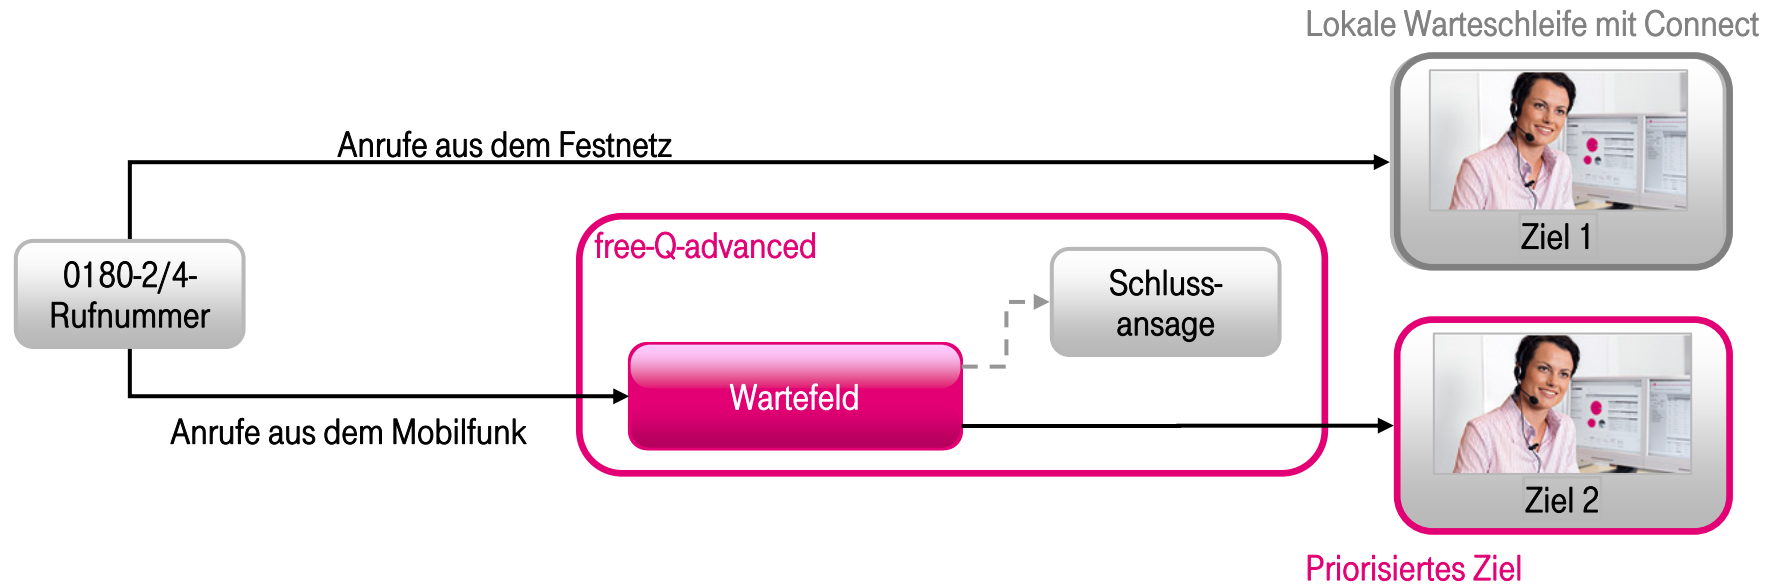 Lokale Warteschleife mit Connect
Anrufe aus dem Festnetz
Ziel 1
free-Q-advanced
0180-2/4-
Rufnummer
Schluss-
ansage
Wartefeld
Anrufe aus dem Mobilfunk
Ziel 2
Priorisiertes Ziel